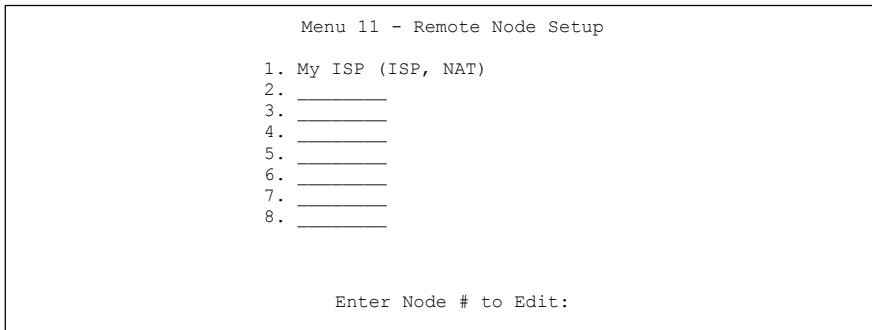 Menu 11 - Remote Node Setup
1. My ISP (ISP, NAT)
2. ________
3. ________
4. ________
5. ________
6. ________
7. ________
8. ________
Enter Node # to Edit: